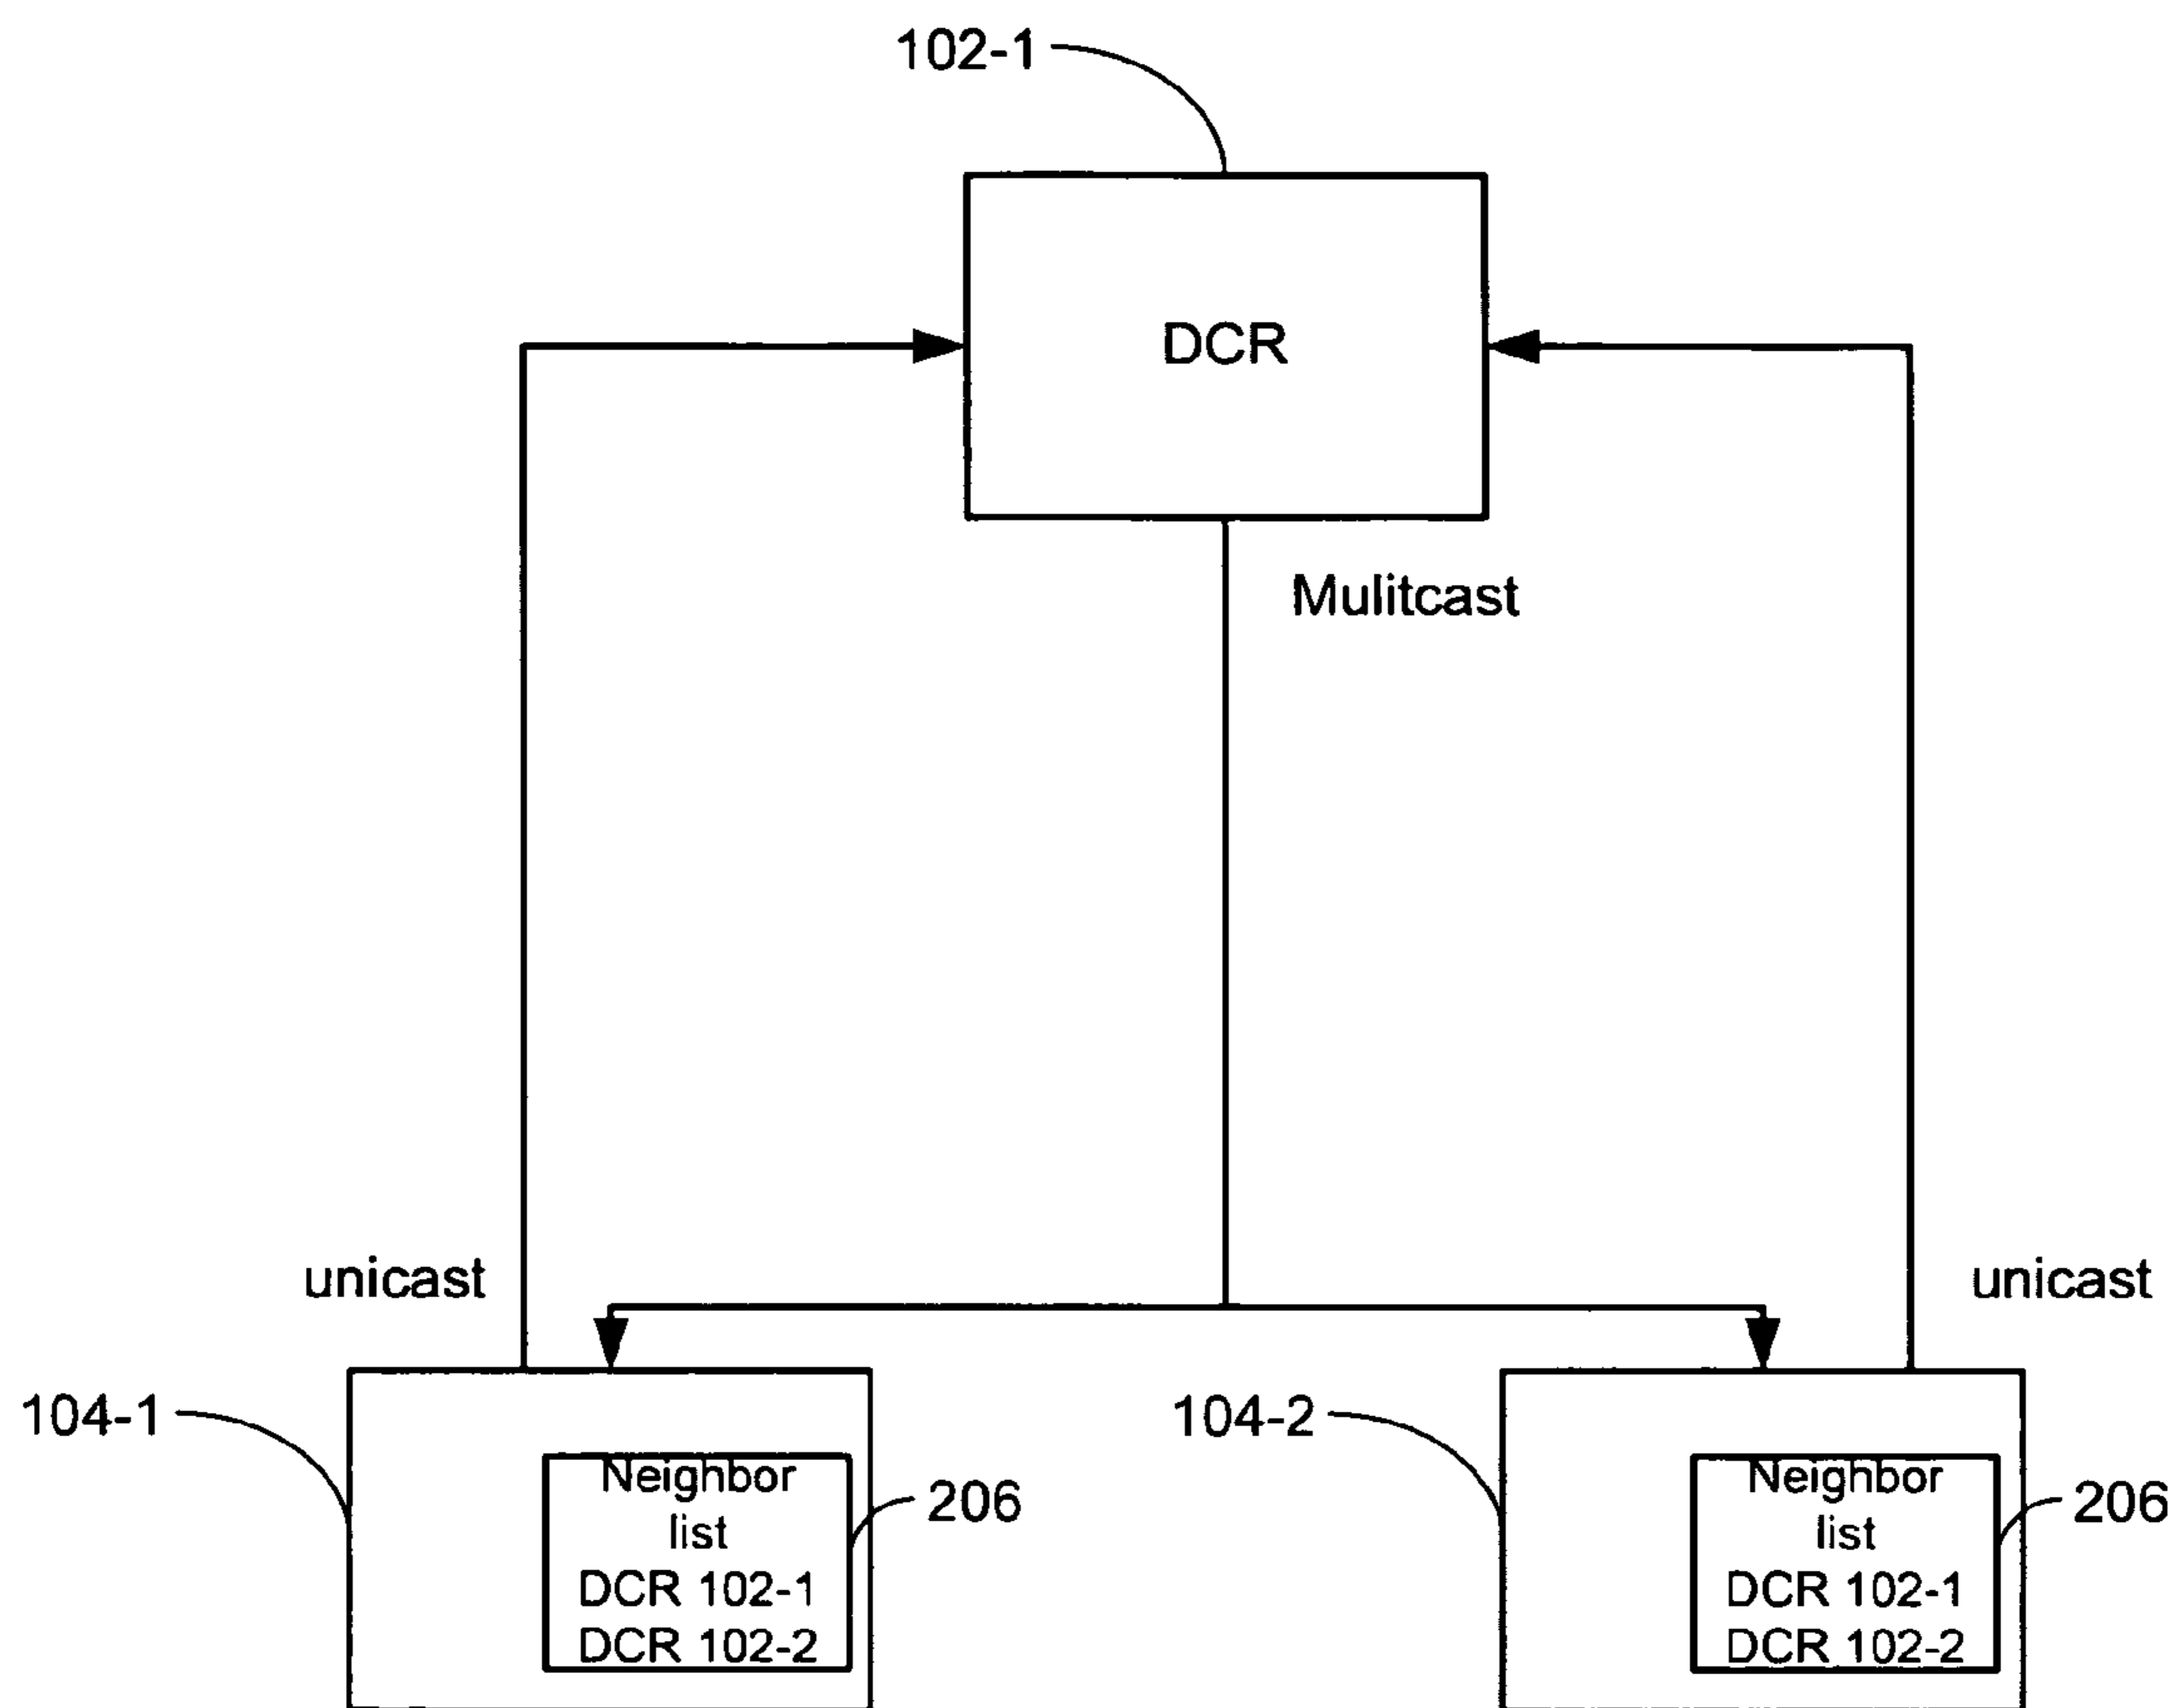 102-1
DCR
Mulitcast
unicast
unicast
104-1
104-2
Neighbor
list
DCR 102-1
DCR 102-2
206
Neighbor
list
DCR 102-1
DCR 102-2
206